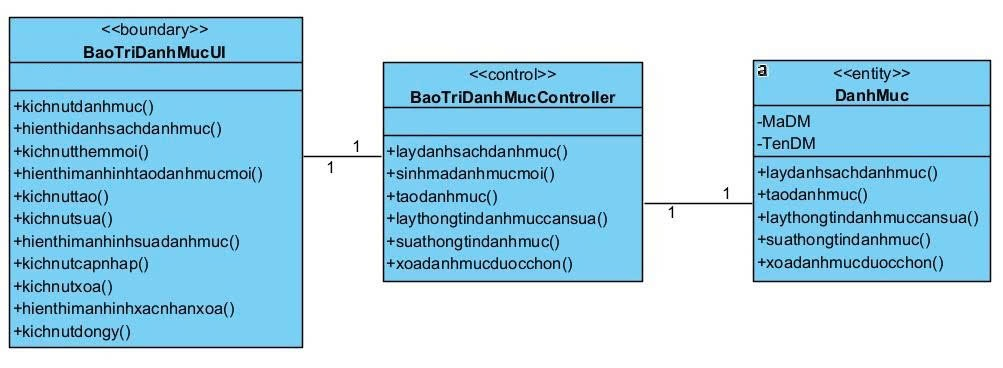 <<boundary>>
BaoTriDanhMucUI
+kichnutdanhmuc()
+hienthidanhsachdanhmuc()
+kichnutthemmoi()
+hienthimanhinhtaodanhmucmoi()
+kichnuttao()
+kichnutsua()
+hienthimanhinhsuadanhmuc()
+kichnutcapnhap()
+kichnutxoa()
+hienthimanhinhxacnhanxoa()
+kichnutdongy()
1
1
<<control>>
BaoTriDanhMucController
+laydanhsachdanhmuc()
+sinhmadanhmucmoi()
+taodanhmuc()
+laythongtindanhmuccansua()
+suathongtindanhmuc()
+xoadanhmucduocchon()
1
1
a
<<entity>>
DanhMuc
-MaDM
-TenDM
+laydanhsachdanhmuc()
+taodanhmuc()
+laythongtindanhmuccansua()
+suathongtindanhmuc()
+xoadanhmucduocchon()